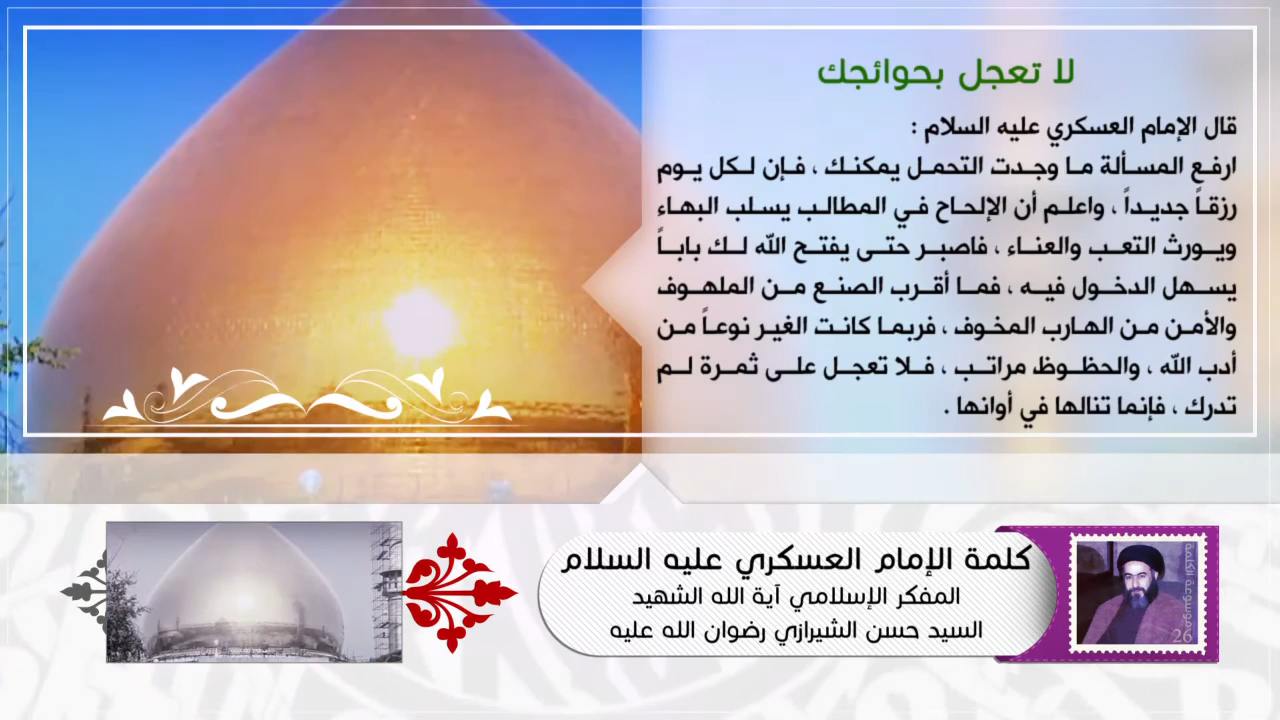 لا تعجل بحوائجك
قال الإمام العسكري عليه السلام :
ارفع المسألة ما وجدت التحمل يمكنك ، فإن لكل يوم
رزقاً جديداً ، واعلم أن الإلحاح في المطالب يسلب البهاء
ويورث التعب والعناء ، فاصبر حتى يفتح الله لك باباً
يسهل الدخول فيه ، فما أقرب الصنع من الملهوف
والأمن من الهارب المخوف ، فربما كانت الغير نوعاً من
أدب الله ، والحظوظ مراتب ، فلا تعجل على ثمرة لم
تدرك ، فإنما تنالها في أوانها .
كلمة الإمام العسكري عليه السلام
المفكر الإسلامي آية الله الشهيد
السيد حسن الشيرازي رضوان الله عليه
موسوعة الكلمة
26